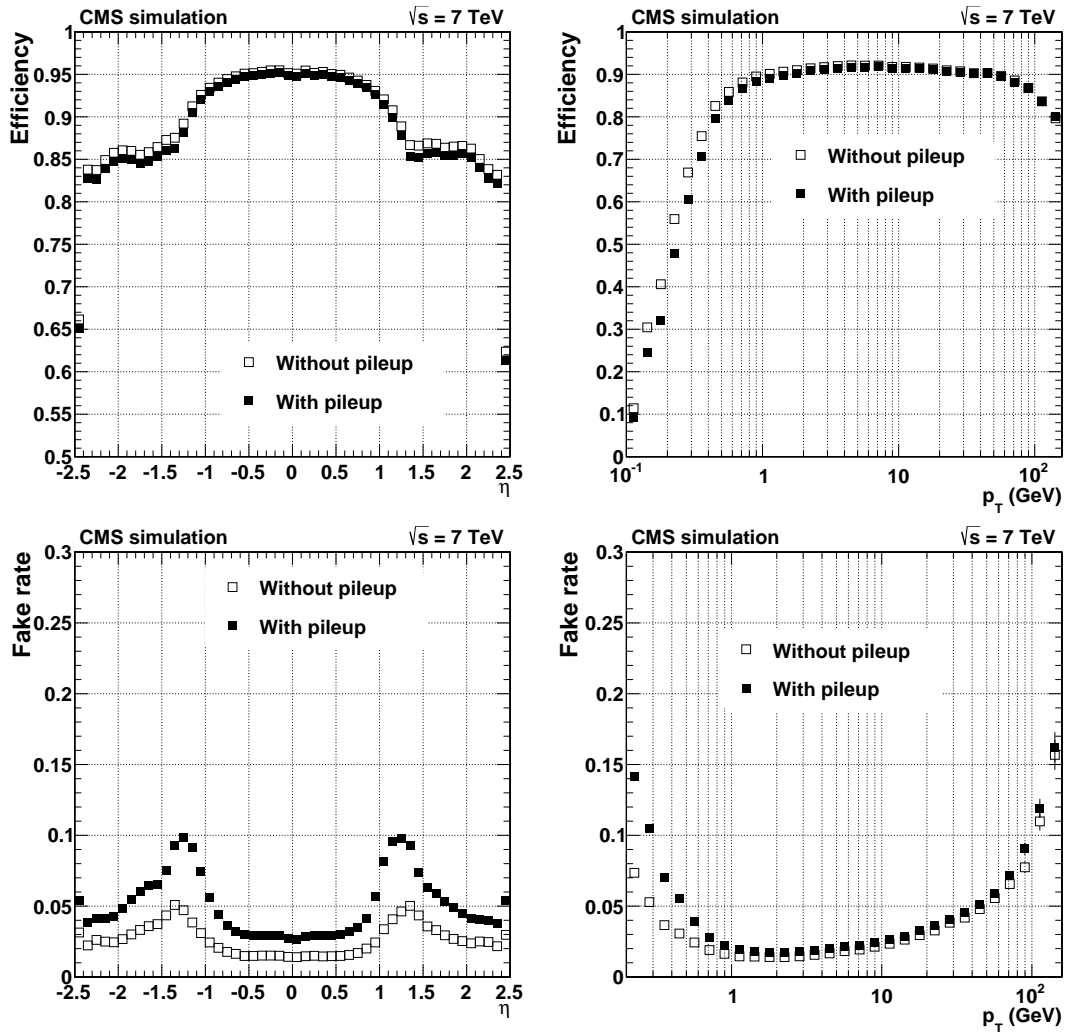 CMS simulation √s = 7 TeV
Efficiency
1
0.95
0.9
0.85
0.8
0.75
0.7
0.65
0.6
0.55
0.5
Without pileup
With pileup
-2.5 -2 -1.5 -1 -0.5 0 0.5 1 1.5 2 2.5
η
CMS simulation √s = 7 TeV
Efficiency
1
0.9
0.8
0.7
0.6
0.5
0.4
0.3
0.2
0.1
0
Without pileup
With pileup
10⁻¹ 1 10 10²
p_T (GeV)
CMS simulation √s = 7 TeV
Fake rate
0.3
0.25
0.2
0.15
0.1
0.05
0
Without pileup
With pileup
-2.5 -2 -1.5 -1 -0.5 0 0.5 1 1.5 2 2.5
η
CMS simulation √s = 7 TeV
Fake rate
0.3
0.25
0.2
0.15
0.1
0.05
0
Without pileup
With pileup
1 10 10²
p_T (GeV)